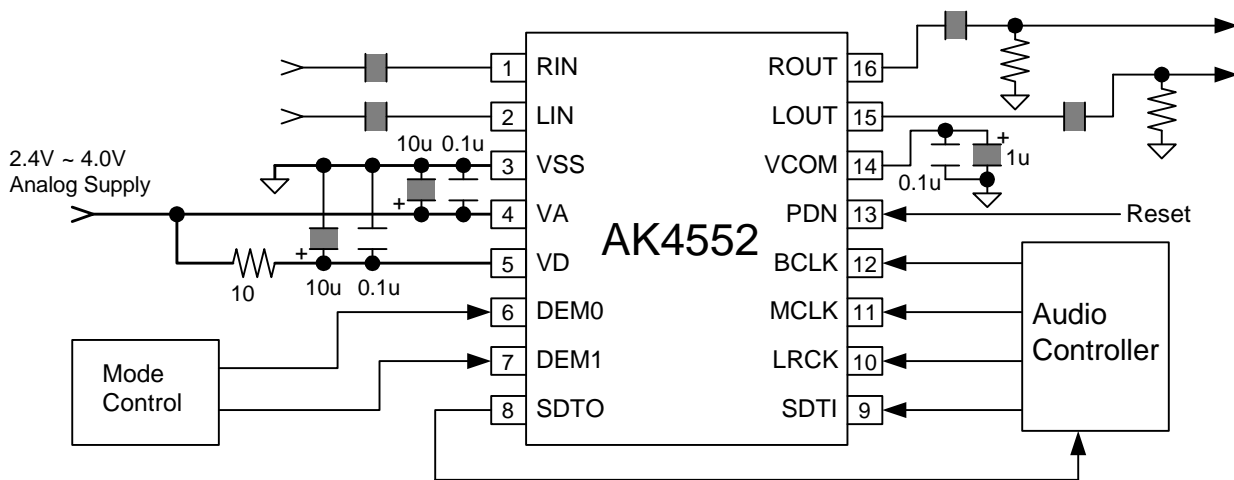 1 RIN
2 LIN
3 VSS
4 VA
5 VD
6 DEM0
7 DEM1
8 SDTO
ROUT 16
LOUT 15
VCOM 14
PDN 13
BCLK 12
MCLK 11
LRCK 10
SDTI 9
AK4552
2.4V ~ 4.0V
Analog Supply
10u
0.1u
+
10
+
10u
0.1u
Mode
Control
+
1u
0.1u
Reset
Audio
Controller